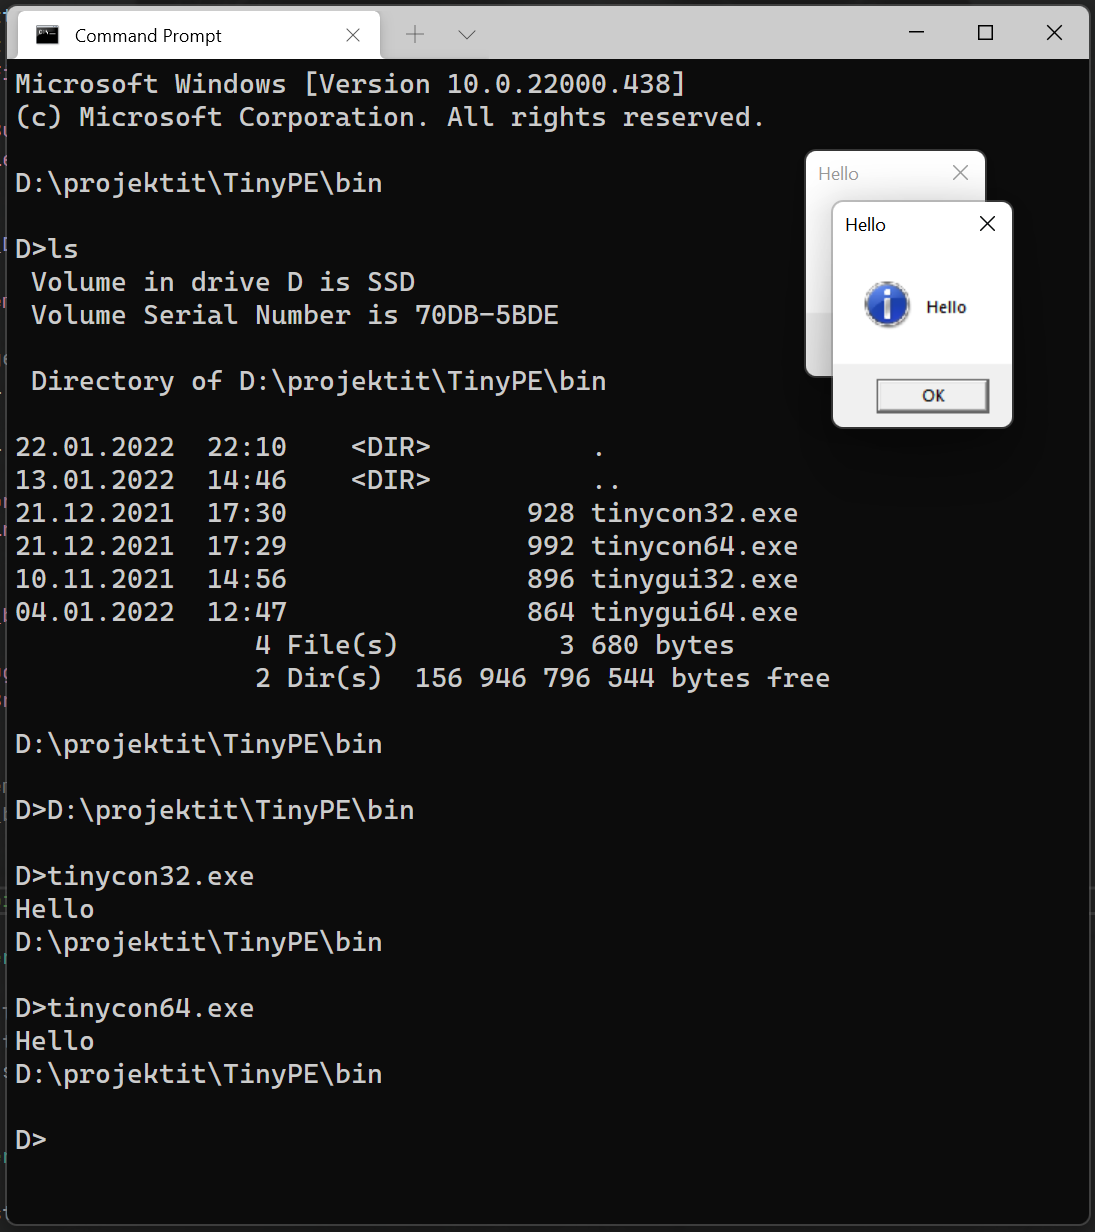 Command Prompt
Microsoft Windows [Version 10.0.22000.438]
(c) Microsoft Corporation. All rights reserved.
D:\projektit\TinyPE\bin
D>ls
 Volume in drive D is SSD
 Volume Serial Number is 70DB-5BDE
 Directory of D:\projektit\TinyPE\bin
22.01.2022  22:10    <DIR>          .
13.01.2022  14:46    <DIR>          ..
21.12.2021  17:30               928 tinycon32.exe
21.12.2021  17:29               992 tinycon64.exe
10.11.2021  14:56               896 tinygui32.exe
04.01.2022  12:47               864 tinygui64.exe
               4 File(s)          3 680 bytes
               2 Dir(s)  156 946 796 544 bytes free
D:\projektit\TinyPE\bin
D>D:\projektit\TinyPE\bin
D>tinycon32.exe
Hello
D:\projektit\TinyPE\bin
D>tinycon64.exe
Hello
D:\projektit\TinyPE\bin
D>
Hello
Hello
Hello
OK